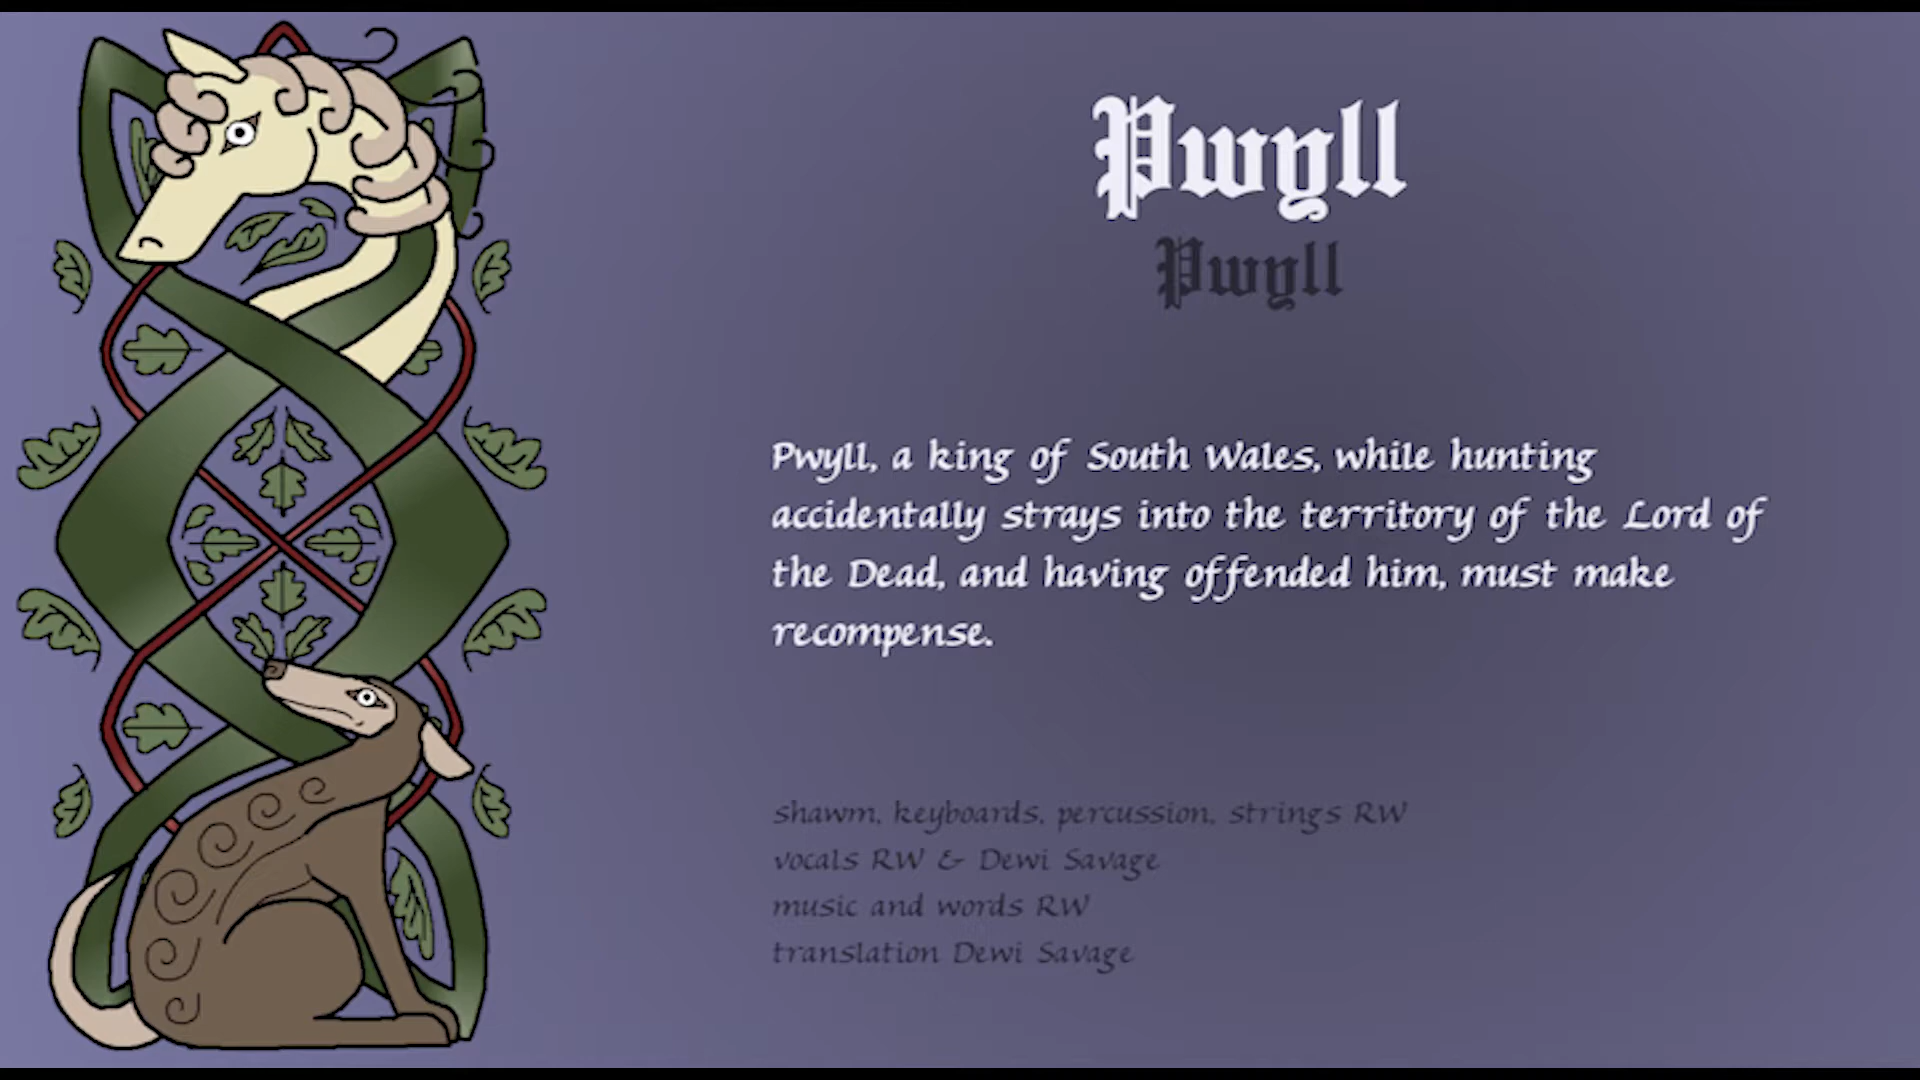 Pwyll
Pwyll
Pwyll, a king of South Wales, while hunting
accidentally strays into the territory of the Lord of
the Dead, and having offended him, must make
recompense.
shawm, keyboards, percussion, strings RW
vocals RW & Dewi Savage
music and words RW
translation Dewi Savage